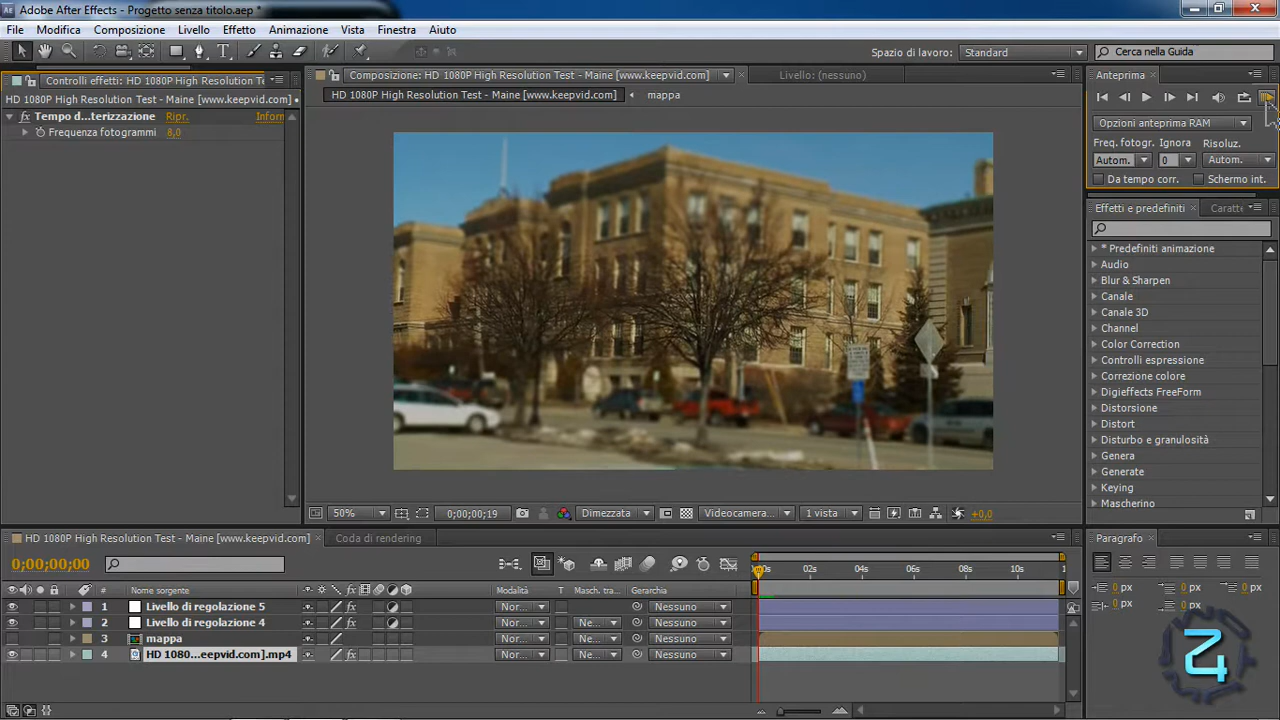 Adobe After Effects - Progetto senza titolo.aep *
File Modifica Composizione Livello Effetto Animazione Vista Finestra Aiuto
Spazio di lavoro: Standard Cerca nella Guida
Controlli effetti: HD 1080P High Resolution Te
HD 1080P High Resolution Test - Maine [www.keepvid.com] •
Tempo d...terizzazione Ripr. Inform
Frequenza fotogrammi 8,0
Composizione: HD 1080P High Resolution Test - Maine [www.keepvid.com]
Livello: (nessuno)
HD 1080P High Resolution Test - Maine [www.keepvid.com] mappa
50% 0;00;00;19 Dimezzata Videocamera... 1 vista +0,0
Anteprima
Opzioni anteprima RAM
Freq. fotogr. Ignora Risoluz.
Autom. 0 Autom.
Da tempo corr. Schermo int.
Effetti e predefiniti Caratte
* Predefiniti animazione
Audio
Blur & Sharpen
Canale
Canale 3D
Channel
Color Correction
Controlli espressione
Correzione colore
Digieffects FreeForm
Distorsione
Distort
Disturbo e granulosità
Genera
Generate
Keying
Mascherino
HD 1080P High Resolution Test - Maine [www.keepvid.com] Coda di rendering
0;00;00;00
# Nome sorgente Modalità T Masch. tra... Gerarchia
1 Livello di regolazione 5 Nor... Nessuno
2 Livello di regolazione 4 Nor... Ne... Nessuno
3 mappa Nor... Ne... Nessuno
4 HD 1080...eepvid.com].mp4 Nor... Ne... Nessuno
02s 04s 06s 08s 10s
Paragrafo
0 px 0 px 0 px
0 px 0 px
Z4